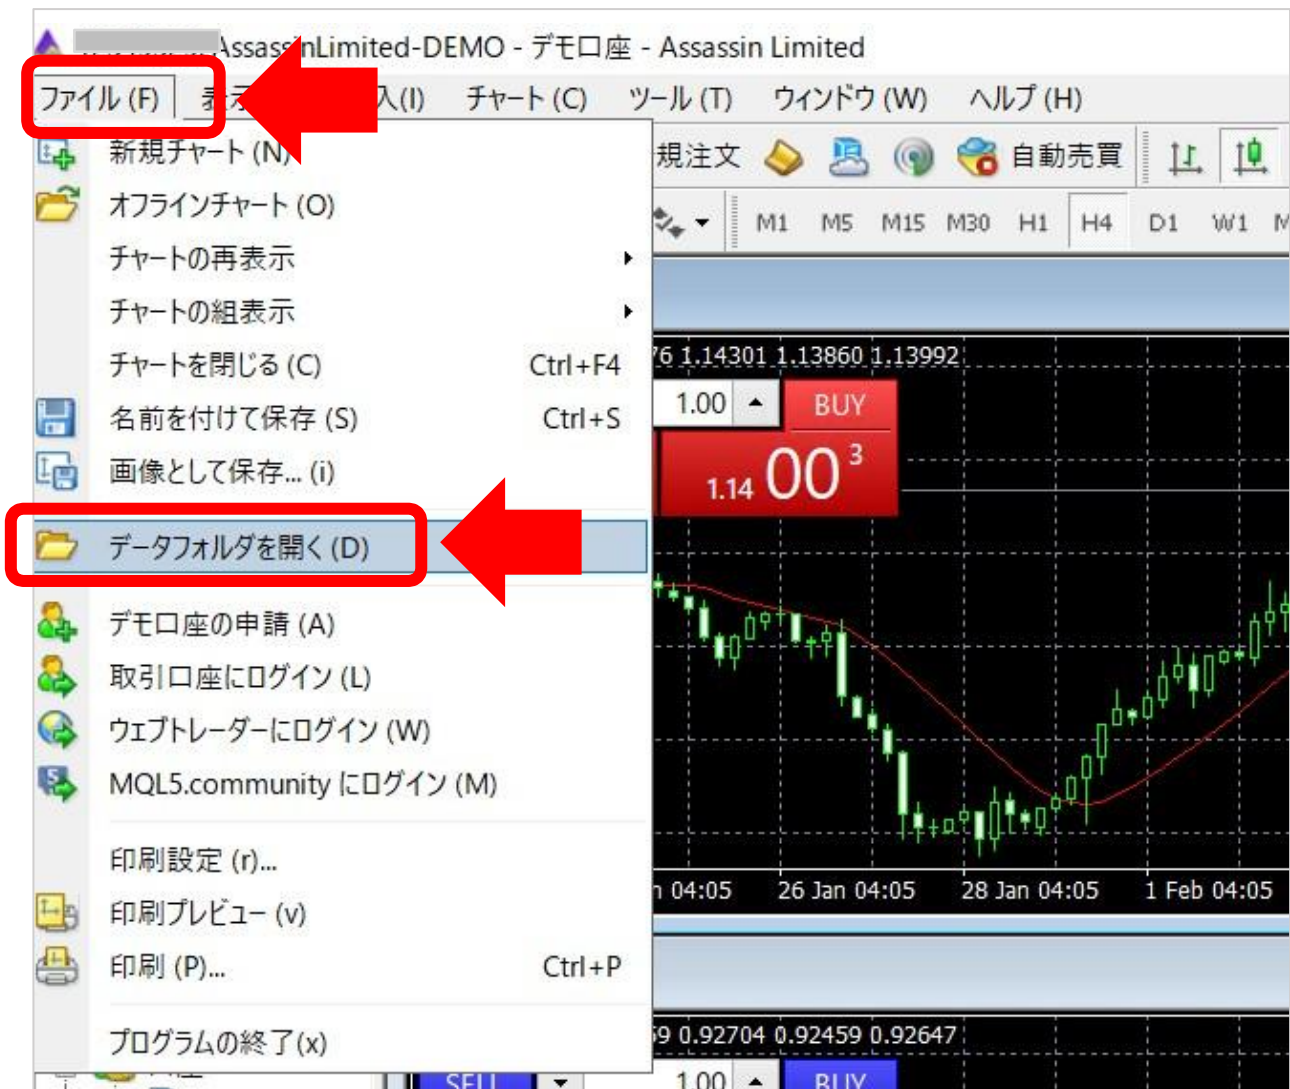 AssassinLimited-DEMO - デモ口座 - Assassin Limited
ファイル (F) 表示 入(I) チャート (C) ツール (T) ウィンドウ (W) ヘルプ (H)
新規チャート (N)
規注文 自動売買
オフラインチャート (O)
M1 M5 M15 M30 H1 H4 D1 W1
チャートの再表示
チャートの組表示
チャートを閉じる (C) Ctrl+F4
76 1.14301 1.13860 1.13992
名前を付けて保存 (S) Ctrl+S
1.00 BUY
画像として保存... (i)
1.14 00 3
データフォルダを開く (D)
デモ口座の申請 (A)
取引口座にログイン (L)
ウェブトレーダーにログイン (W)
MQL5.community にログイン (M)
印刷設定 (r)...
04:05 26 Jan 04:05 28 Jan 04:05 1 Feb 04:05
印刷プレビュー (v)
印刷 (P)... Ctrl+P
プログラムの終了(x)
0.92704 0.92459 0.92647
SELL 1.00 BUY